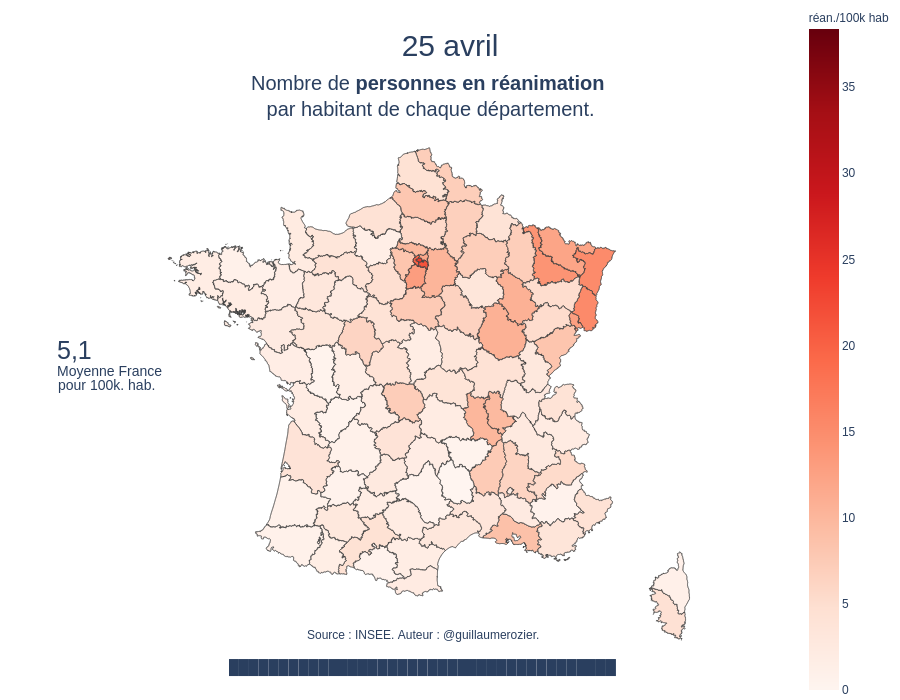 réan./100k hab
25 avril
Nombre de personnes en réanimation
par habitant de chaque département.
35
30
25
20
15
10
5
0
5,1
Moyenne France
pour 100k. hab.
Source : INSEE. Auteur : @guillaumerozier.